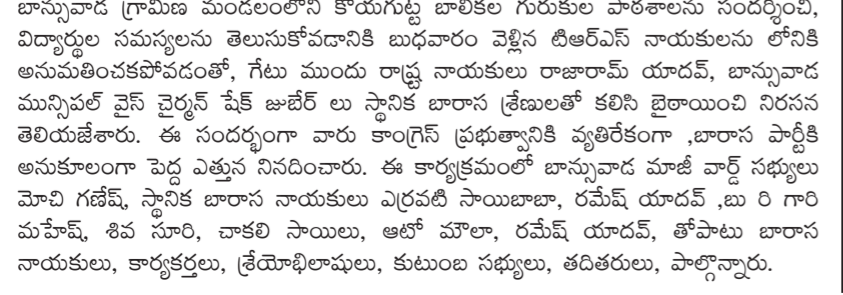 బాన్సువాడ గ్రామీణ మండలంలోని కోయగుట్ట బాలికల గురుకుల పాఠశాలను సందర్శించి,
విద్యార్థుల సమస్యలను తెలుసుకోవడానికి బుధవారం వెళ్లిన టిఆర్ఎస్ నాయకులను లోనికి
అనుమతించకపోవడంతో, గేటు ముందు రాష్ట్ర నాయకులు రాజారామ్ యాదవ్, బాన్సువాడ
మున్సిపల్ వైస్ చైర్మన్ షేక్ జుబేర్ లు స్థానిక బారాస శ్రేణులతో కలిసి బైఠాయించి నిరసన
తెలియజేశారు. ఈ సందర్భంగా వారు కాంగ్రెస్ ప్రభుత్వానికి వ్యతిరేకంగా ,బారాస పార్టీకి
అనుకూలంగా పెద్ద ఎత్తున నినదించారు. ఈ కార్యక్రమంలో బాన్సువాడ మాజీ వార్డ్ సభ్యులు
మోచి గణేష్, స్థానిక బారాస నాయకులు ఎర్రవటి సాయిబాబా, రమేష్ యాదవ్ ,బు రి గారి
మహేష్, శివ సూరి, చాకలి సాయిలు, ఆటో మౌలా, రమేష్ యాదవ్, తోపాటు బారాస
నాయకులు, కార్యకర్తలు, శ్రేయోభిలాషులు, కుటుంబ సభ్యులు, తదితరులు, పాల్గొన్నారు.